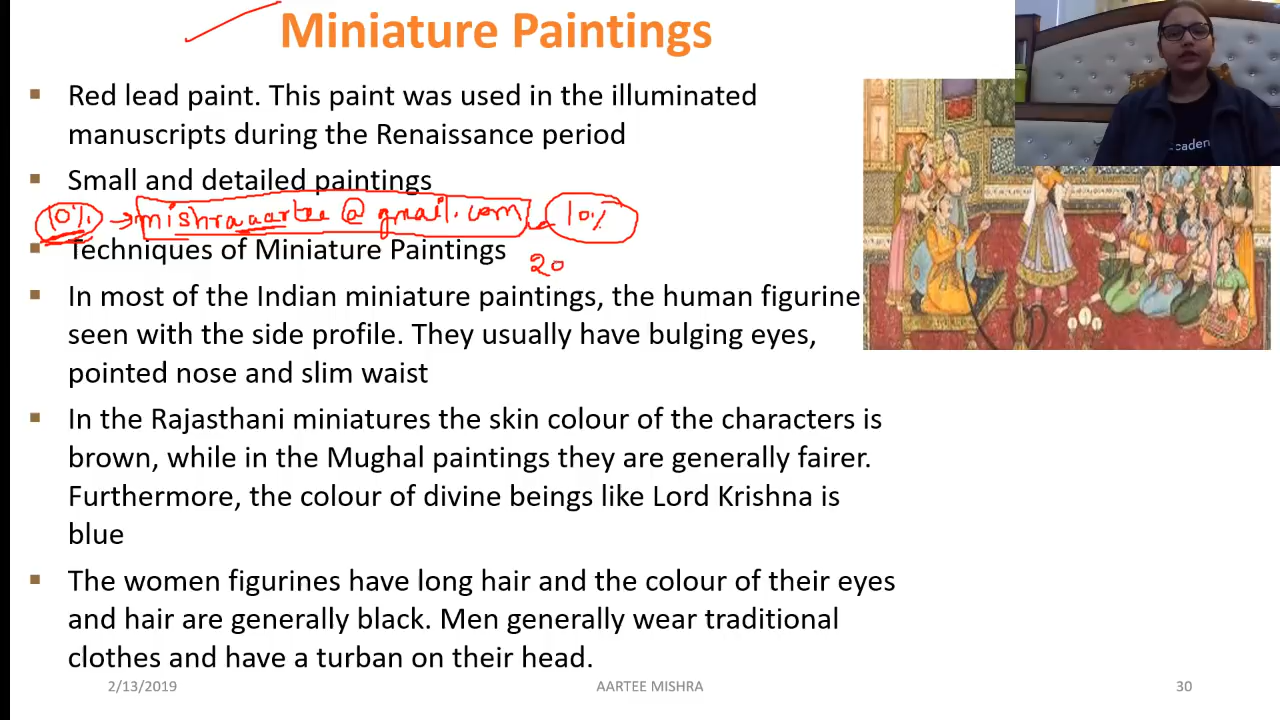 Miniature Paintings
▪ Red lead paint. This paint was used in the illuminated
manuscripts during the Renaissance period
▪ Small and detailed paintings
10% → mishraaartee@gmail.com 10%
▪ Techniques of Miniature Paintings
20
▪ In most of the Indian miniature paintings, the human figurine
seen with the side profile. They usually have bulging eyes,
pointed nose and slim waist
▪ In the Rajasthani miniatures the skin colour of the characters is
brown, while in the Mughal paintings they are generally fairer.
Furthermore, the colour of divine beings like Lord Krishna is
blue
▪ The women figurines have long hair and the colour of their eyes
and hair are generally black. Men generally wear traditional
clothes and have a turban on their head.
2/13/2019 AARTEE MISHRA 30